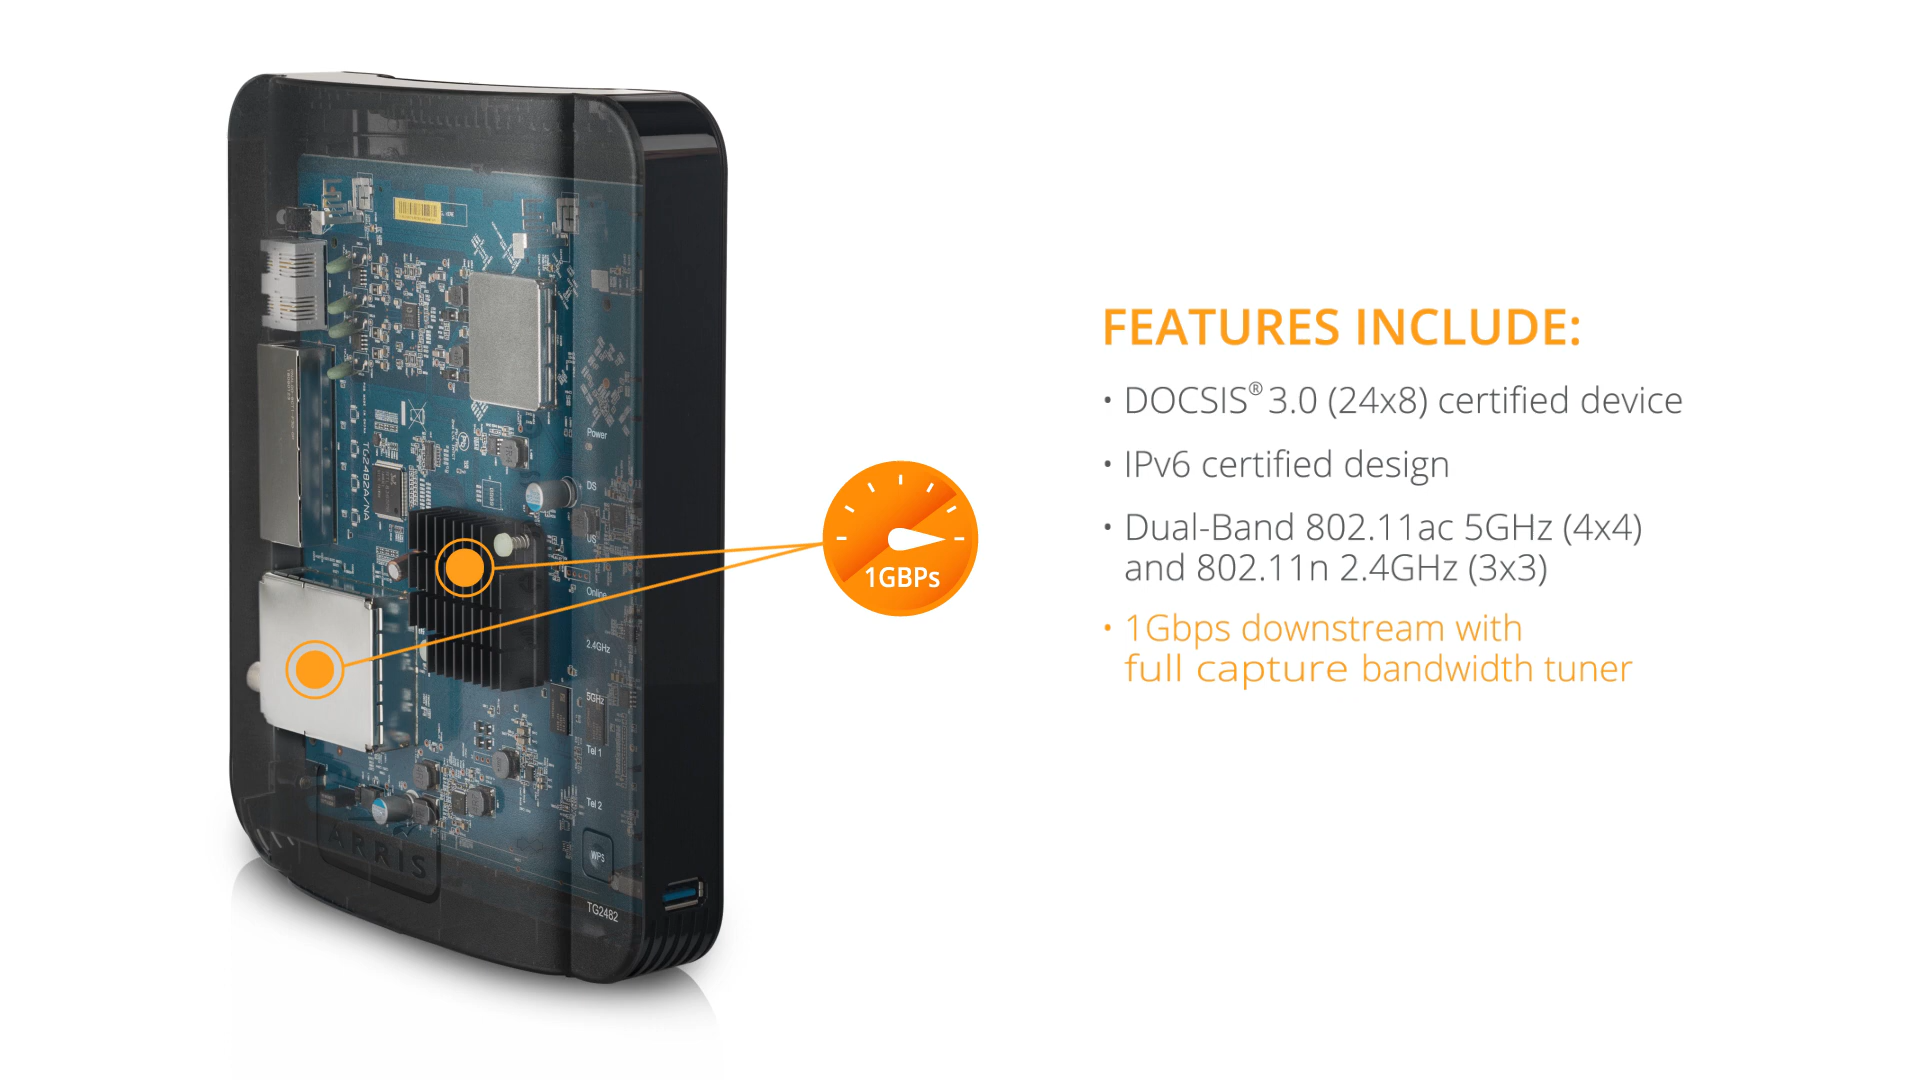 FEATURES INCLUDE:
• DOCSIS® 3.0 (24x8) certified device
• IPv6 certified design
• Dual-Band 802.11ac 5GHz (4x4)
and 802.11n 2.4GHz (3x3)
• 1Gbps downstream with
full capture bandwidth tuner
1GBPs
Power
DS
US
Online
2.4GHz
5GHz
Tel 1
Tel 2
WPS
TG2482
ARRIS
TG2482A/NA